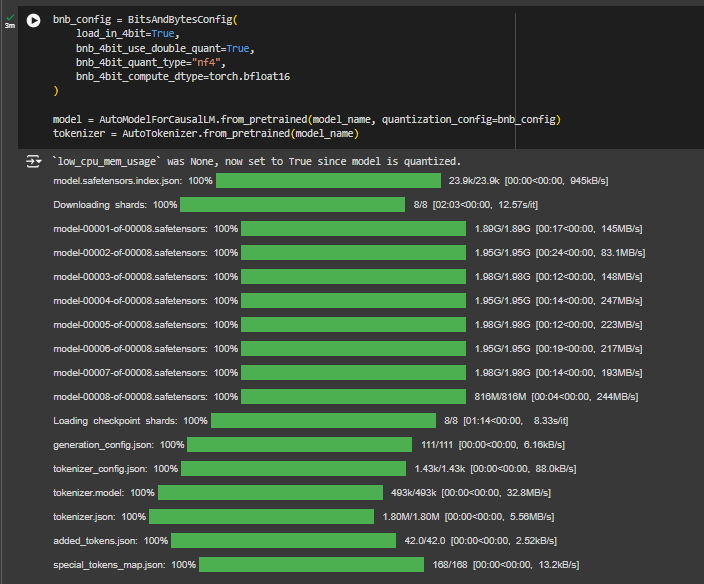 3m
bnb_config = BitsAndBytesConfig(
    load_in_4bit=True,
    bnb_4bit_use_double_quant=True,
    bnb_4bit_quant_type="nf4",
    bnb_4bit_compute_dtype=torch.bfloat16
)
model = AutoModelForCausalLM.from_pretrained(model_name, quantization_config=bnb_config)
tokenizer = AutoTokenizer.from_pretrained(model_name)
`low_cpu_mem_usage` was None, now set to True since model is quantized.
model.safetensors.index.json: 100% 23.9k/23.9k [00:00<00:00, 945kB/s]
Downloading shards: 100% 8/8 [02:03<00:00, 12.57s/it]
model-00001-of-00008.safetensors: 100% 1.89G/1.89G [00:17<00:00, 145MB/s]
model-00002-of-00008.safetensors: 100% 1.95G/1.95G [00:24<00:00, 83.1MB/s]
model-00003-of-00008.safetensors: 100% 1.98G/1.98G [00:12<00:00, 148MB/s]
model-00004-of-00008.safetensors: 100% 1.95G/1.95G [00:14<00:00, 247MB/s]
model-00005-of-00008.safetensors: 100% 1.98G/1.98G [00:12<00:00, 223MB/s]
model-00006-of-00008.safetensors: 100% 1.95G/1.95G [00:19<00:00, 217MB/s]
model-00007-of-00008.safetensors: 100% 1.98G/1.98G [00:14<00:00, 193MB/s]
model-00008-of-00008.safetensors: 100% 816M/816M [00:04<00:00, 244MB/s]
Loading checkpoint shards: 100% 8/8 [01:14<00:00, 8.33s/it]
generation_config.json: 100% 111/111 [00:00<00:00, 6.16kB/s]
tokenizer_config.json: 100% 1.43k/1.43k [00:00<00:00, 88.0kB/s]
tokenizer.model: 100% 493k/493k [00:00<00:00, 32.8MB/s]
tokenizer.json: 100% 1.80M/1.80M [00:00<00:00, 5.56MB/s]
added_tokens.json: 100% 42.0/42.0 [00:00<00:00, 2.52kB/s]
special_tokens_map.json: 100% 168/168 [00:00<00:00, 13.2kB/s]